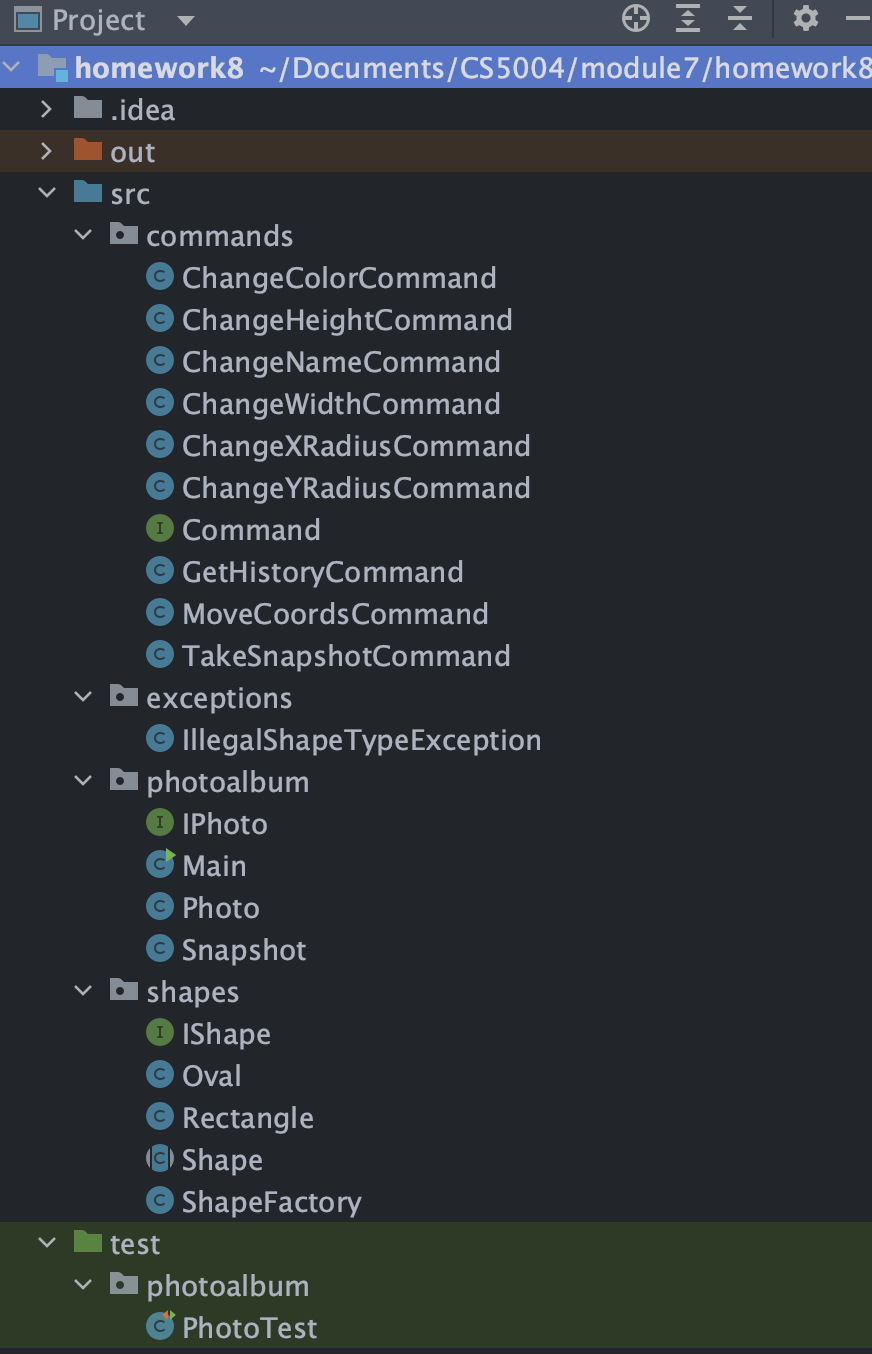 Project
homework8 ~/Documents/CS5004/module7/homework8
.idea
out
src
commands
C ChangeColorCommand
C ChangeHeightCommand
C ChangeNameCommand
C ChangeWidthCommand
C ChangeXRadiusCommand
C ChangeYRadiusCommand
I Command
C GetHistoryCommand
C MoveCoordsCommand
C TakeSnapshotCommand
exceptions
C IllegalShapeTypeException
photoalbum
I IPhoto
C Main
C Photo
C Snapshot
shapes
I IShape
C Oval
C Rectangle
C Shape
C ShapeFactory
test
photoalbum
C PhotoTest